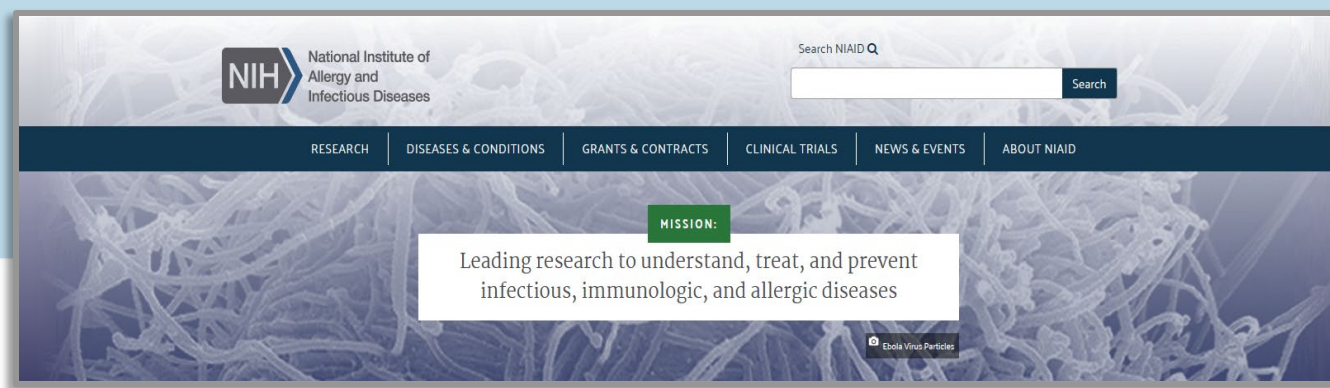 NIH
National Institute of
Allergy and
Infectious Diseases
Search NIAID
Search
RESEARCH
DISEASES & CONDITIONS
GRANTS & CONTRACTS
CLINICAL TRIALS
NEWS & EVENTS
ABOUT NIAID
MISSION:
Leading research to understand, treat, and prevent
infectious, immunologic, and allergic diseases
Ebola Virus Particles